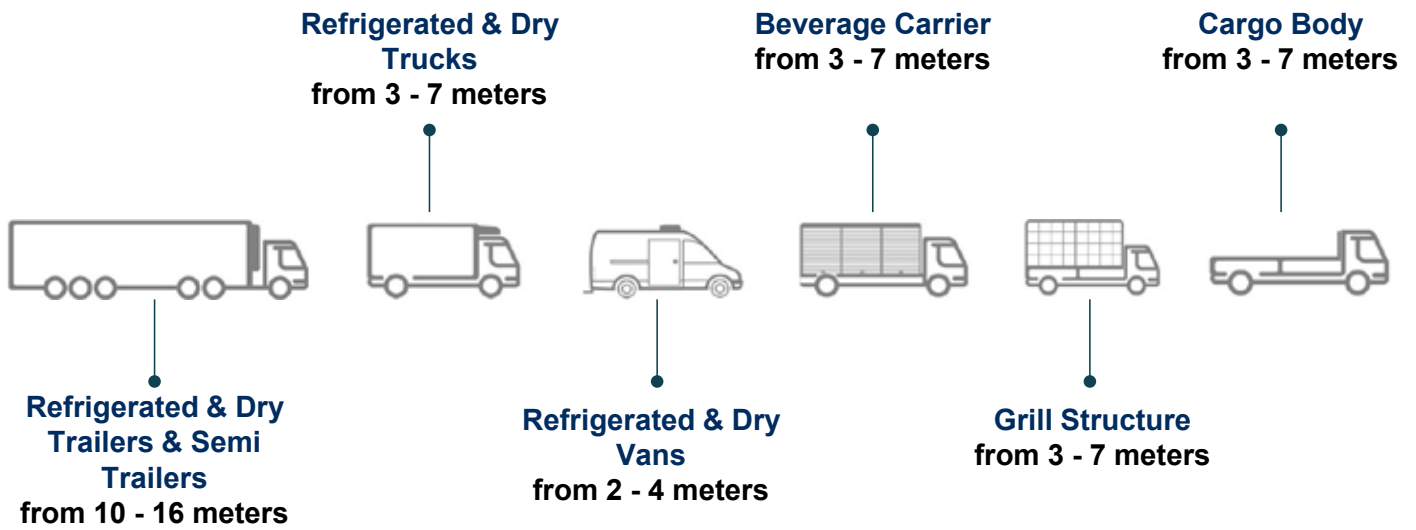 Refrigerated & Dry
Trucks
from 3 - 7 meters
Beverage Carrier
from 3 - 7 meters
Cargo Body
from 3 - 7 meters
Refrigerated & Dry
Trailers & Semi
Trailers
from 10 - 16 meters
Refrigerated & Dry
Vans
from 2 - 4 meters
Grill Structure
from 3 - 7 meters